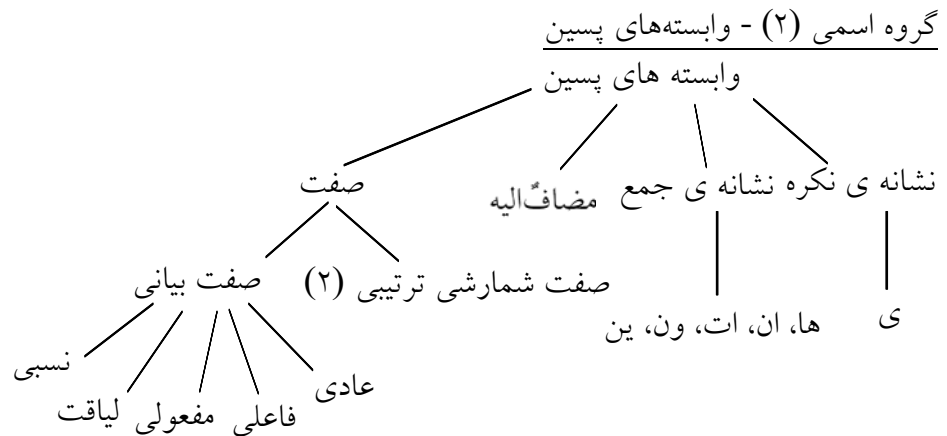 گروه اسمی (۲) - وابسته‌های پسین
وابسته های پسین
نشانه ی نکره نشانه ی جمع مضافٌ‌الیه صفت
صفت شمارشی ترتیبی (۲) صفت بیانی
ی ها، ان، ات، ون، ین
عادی فاعلی مفعولی لیاقت نسبی